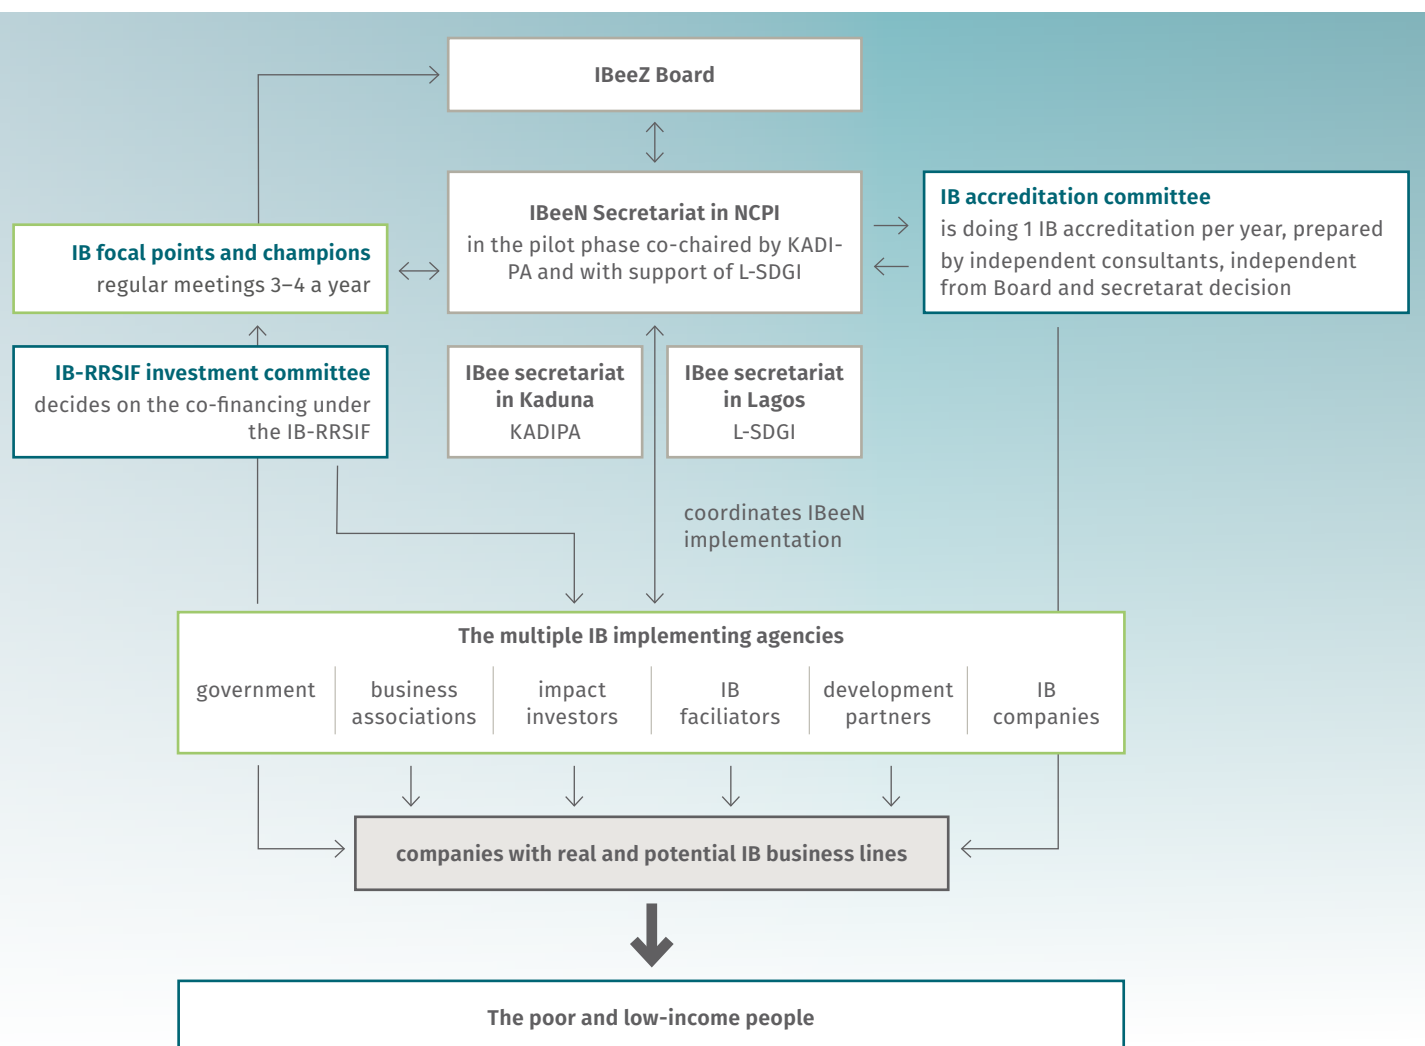 IBeeZ Board
IBeeN Secretariat in NCPI
in the pilot phase co-chaired by KADI-
PA and with support of L-SDGI
IB accreditation committee
is doing 1 IB accreditation per year, prepared
by independent consultants, independent
from Board and secretarat decision
IB focal points and champions
regular meetings 3–4 a year
IB-RRSIF investment committee
decides on the co-financing under
the IB-RRSIF
IBee secretariat
in Kaduna
KADIPA
IBee secretariat
in Lagos
L-SDGI
coordinates IBeeN
implementation
The multiple IB implementing agencies
government
business
associations
impact
investors
IB
faciliators
development
partners
IB
companies
companies with real and potential IB business lines
The poor and low-income people